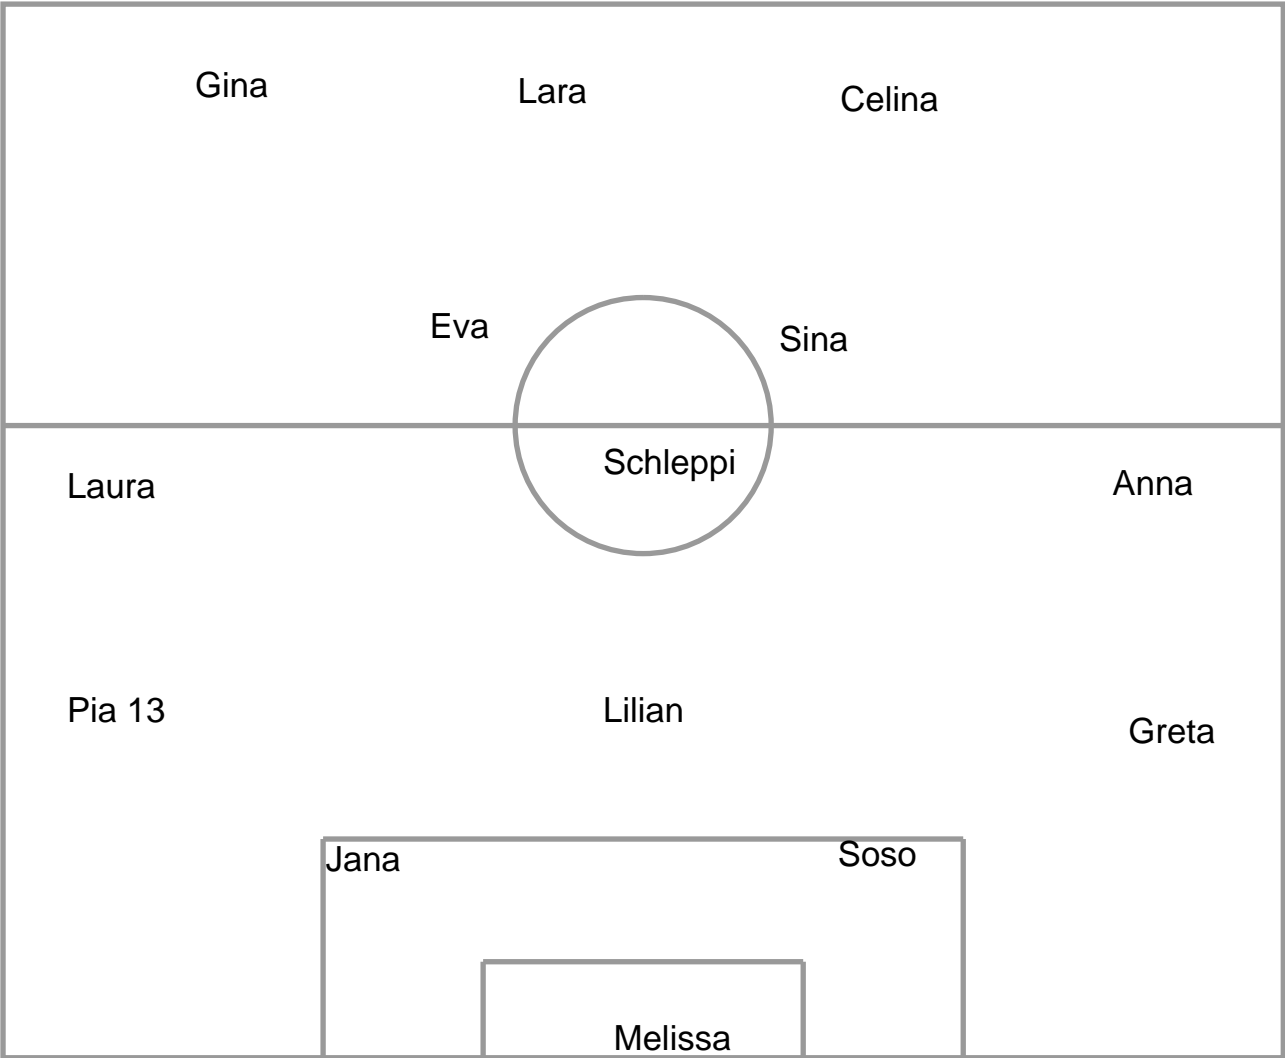 Gina
Lara
Celina
Eva
Sina
Schleppi
Laura
Anna
Pia 13
Lilian
Greta
Jana
Soso
Melissa